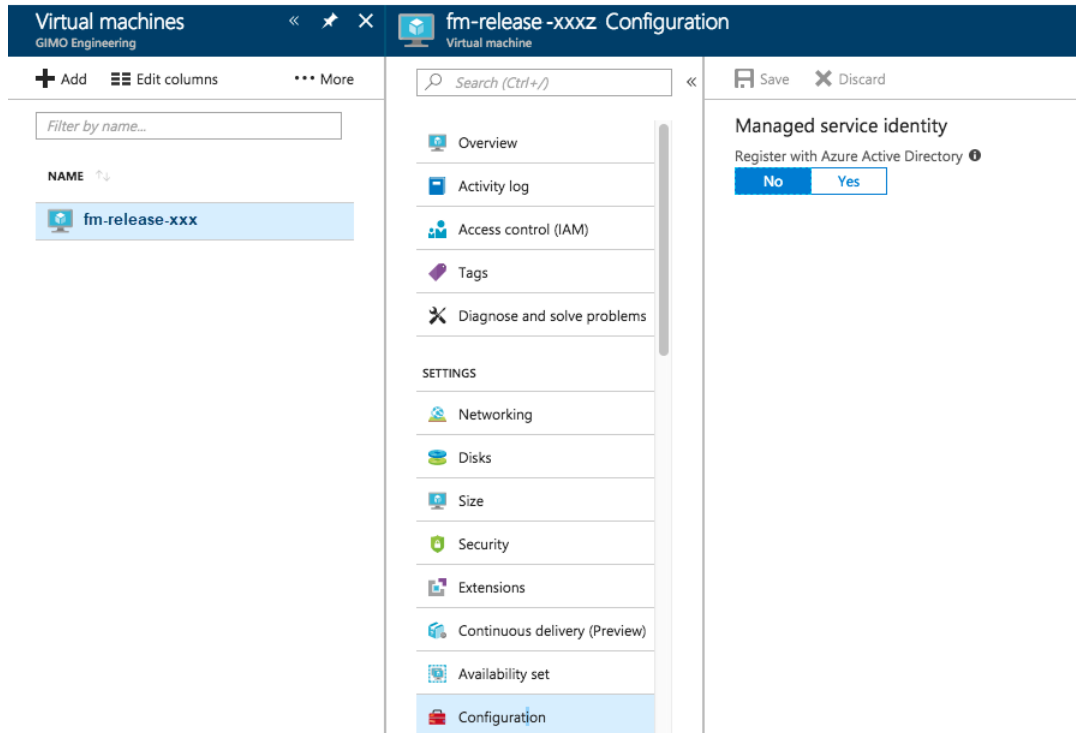 Virtual machines
GIMO Engineering
Add Edit columns ••• More
Filter by name...
NAME
fm-release-xxx
fm-release -xxxz Configuration
Virtual machine
Search (Ctrl+/)
Overview
Activity log
Access control (IAM)
Tags
Diagnose and solve problems
SETTINGS
Networking
Disks
Size
Security
Extensions
Continuous delivery (Preview)
Availability set
Configuration
Save Discard
Managed service identity
Register with Azure Active Directory
No Yes